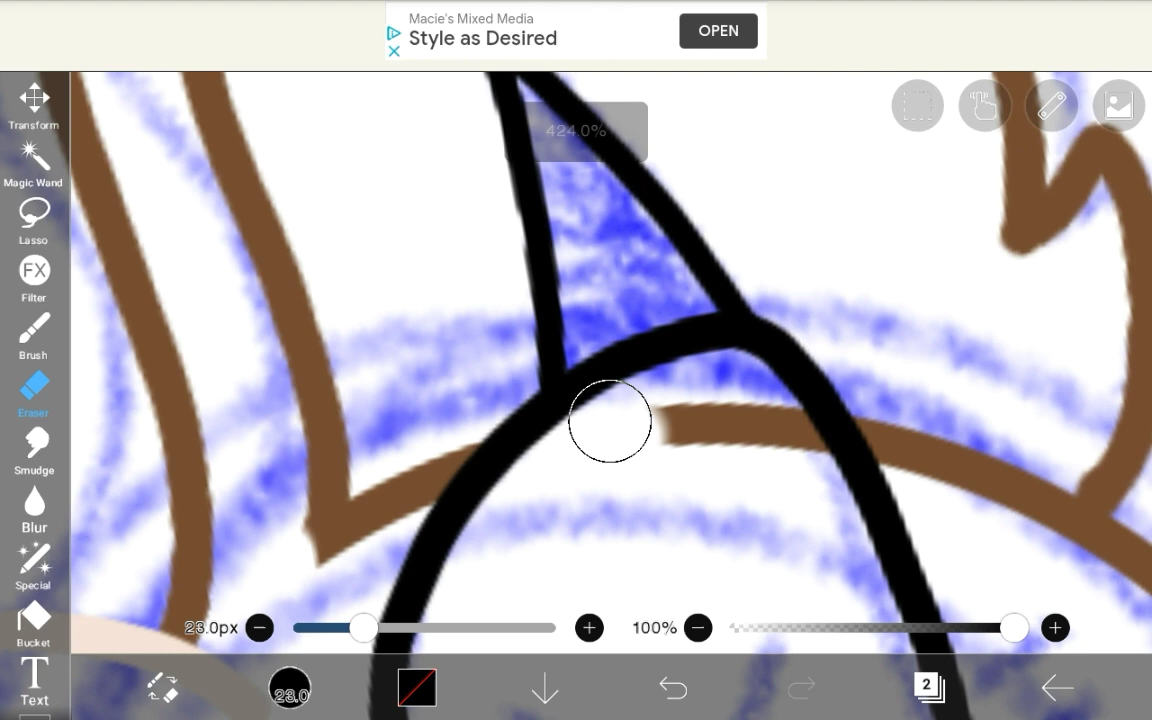 Macie's Mixed Media
Style as Desired
OPEN
424.0%
Transform
Magic Wand
Lasso
FX
Filter
Brush
Eraser
Smudge
Blur
Special
Bucket
T
Text
23.0px
100%
23.0
2